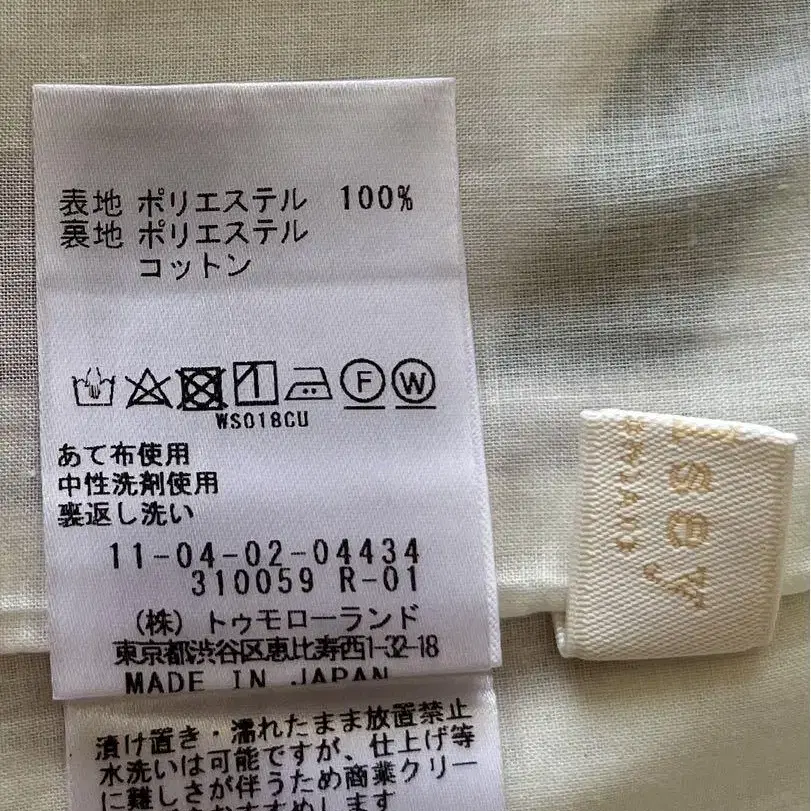 表地 ポリエステル 100%
裏地 ポリエステル
コットン
F W
WS018CU
あて布使用
中性洗剤使用
裏返し洗い
11-04-02-04434
310059 R-01
(株) トゥモローランド
東京都渋谷区恵比寿西1-32-18
MADE IN JAPAN
漬け置き・濡れたまま放置禁止
水洗いは可能ですが、仕上げ等
に難しさが伴うため商業クリー
sey